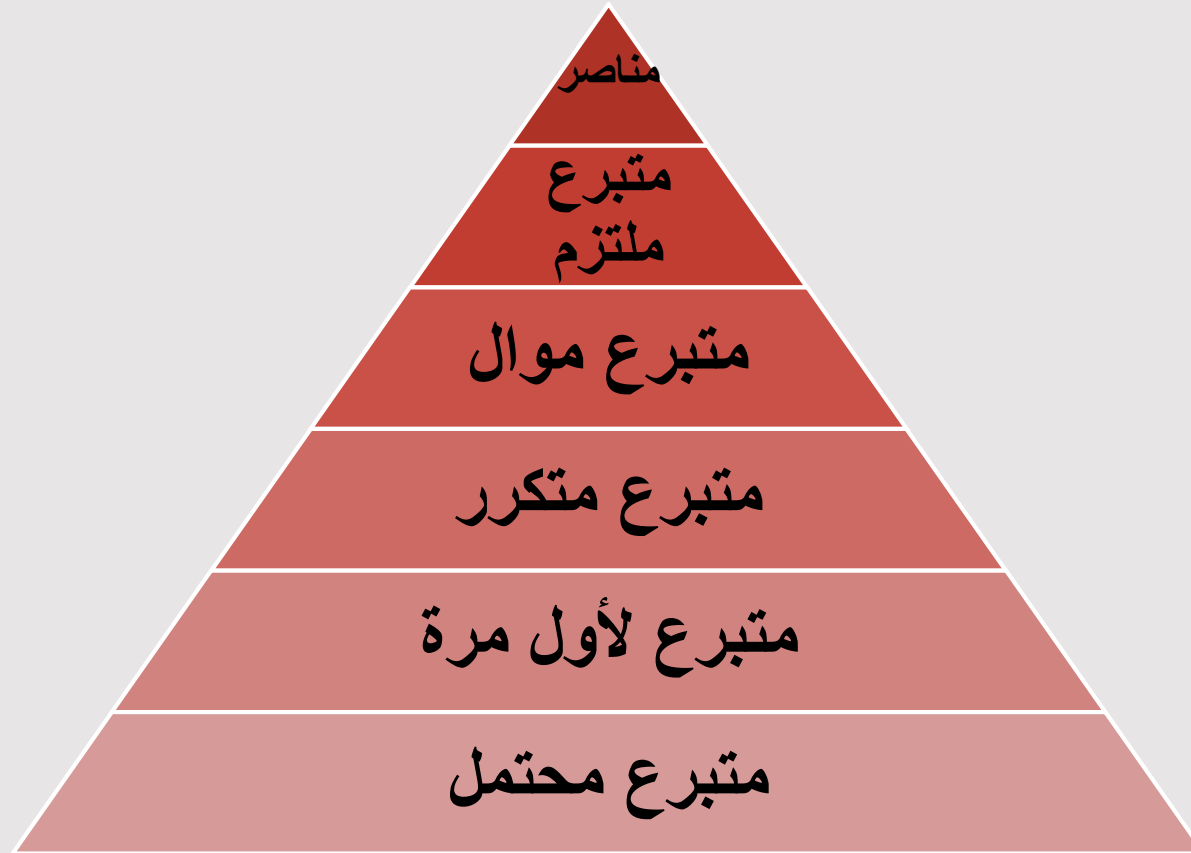 مناصر
متبرع
ملتزم
متبرع موال
متبرع متكرر
متبرع لأول مرة
متبرع محتمل